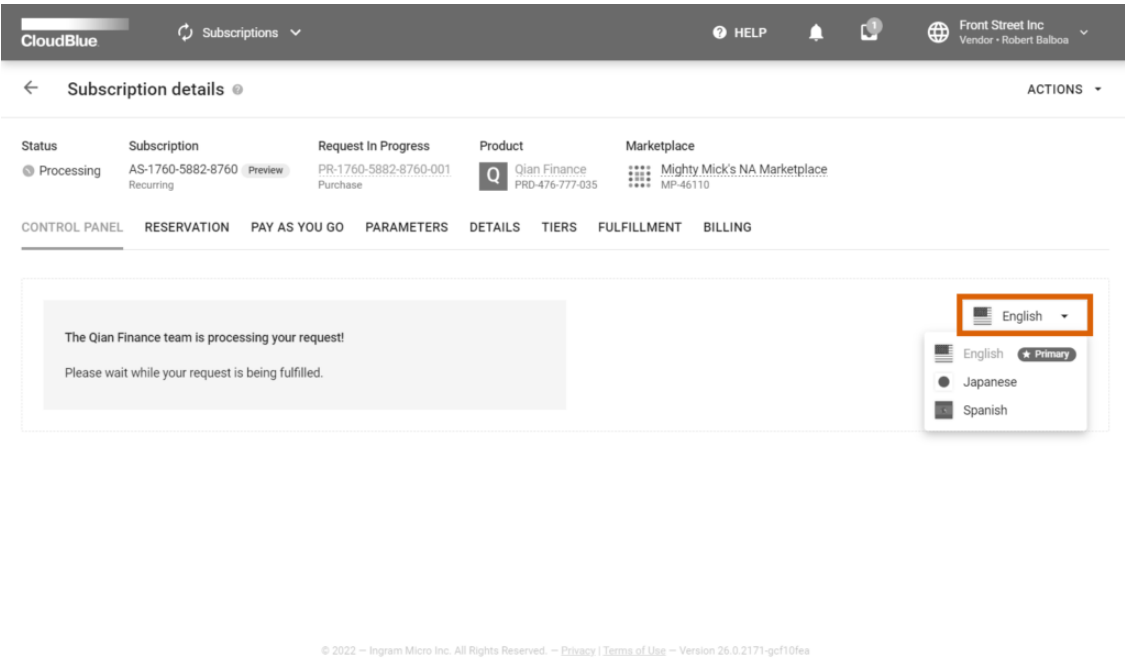 CloudBlue Subscriptions HELP 1 Front Street Inc
Vendor • Robert Balboa
Subscription details ACTIONS
Status Subscription Request In Progress Product Marketplace
Processing AS-1760-5882-8760 Preview PR-1760-5882-8760-001 Q Qian Finance Mighty Mick's NA Marketplace
Recurring Purchase PRD-476-777-035 MP-46110
CONTROL PANEL RESERVATION PAY AS YOU GO PARAMETERS DETAILS TIERS FULFILLMENT BILLING
English
The Qian Finance team is processing your request!
English ★ Primary
Please wait while your request is being fulfilled.
Japanese
Spanish
© 2022 – Ingram Micro Inc. All Rights Reserved. – Privacy | Terms of Use – Version 26.0.2171-gcf10fea